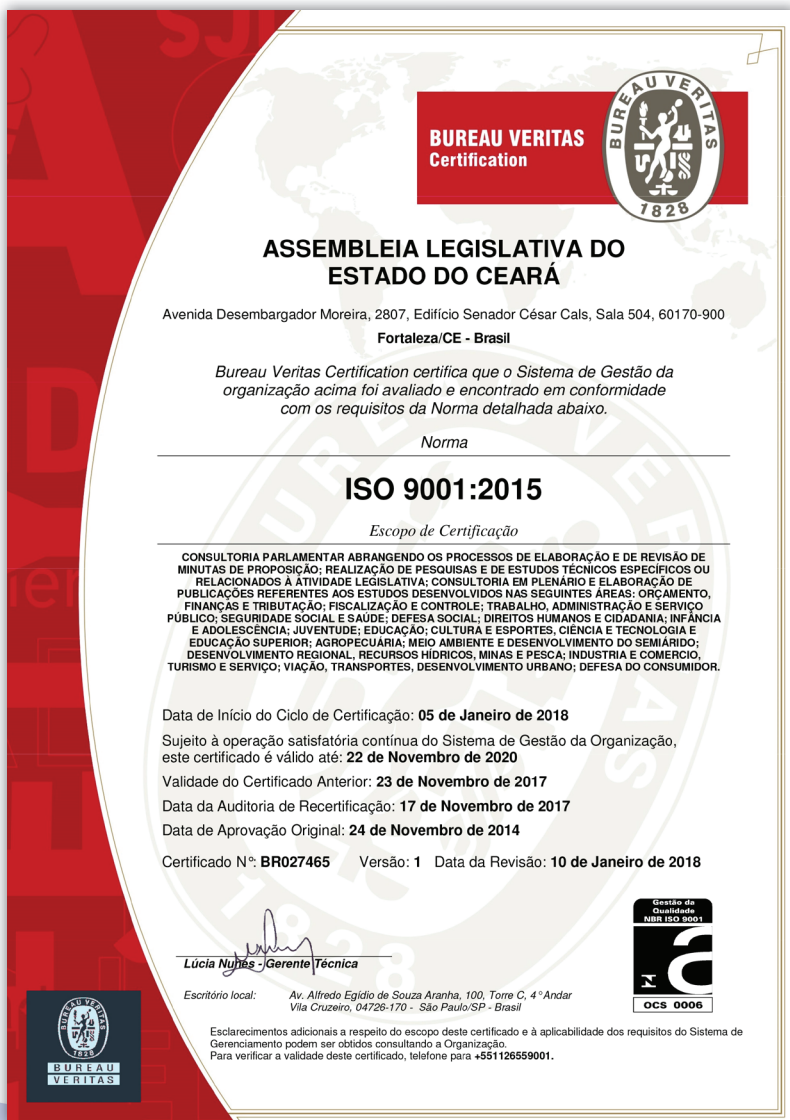 BUREAU VERITAS
Certification
BUREAU VERITAS
1828
ASSEMBLEIA LEGISLATIVA DO
ESTADO DO CEARÁ
Avenida Desembargador Moreira, 2807, Edifício Senador César Cals, Sala 504, 60170-900
Fortaleza/CE - Brasil
Bureau Veritas Certification certifica que o Sistema de Gestão da
organização acima foi avaliado e encontrado em conformidade
com os requisitos da Norma detalhada abaixo.
Norma
ISO 9001:2015
Escopo de Certificação
CONSULTORIA PARLAMENTAR ABRANGENDO OS PROCESSOS DE ELABORAÇÃO E DE REVISÃO DE
MINUTAS DE PROPOSIÇÃO; REALIZAÇÃO DE PESQUISAS E DE ESTUDOS TÉCNICOS ESPECÍFICOS OU
RELACIONADOS À ATIVIDADE LEGISLATIVA; CONSULTORIA EM PLENÁRIO E ELABORAÇÃO DE
PUBLICAÇÕES REFERENTES AOS ESTUDOS DESENVOLVIDOS NAS SEGUINTES ÁREAS: ORÇAMENTO,
FINANÇAS E TRIBUTAÇÃO; FISCALIZAÇÃO E CONTROLE; TRABALHO, ADMINISTRAÇÃO E SERVIÇO
PÚBLICO; SEGURIDADE SOCIAL E SAÚDE; DEFESA SOCIAL; DIREITOS HUMANOS E CIDADANIA; INFÂNCIA
E ADOLESCÊNCIA; JUVENTUDE; EDUCAÇÃO; CULTURA E ESPORTES, CIÊNCIA E TECNOLOGIA E
EDUCAÇÃO SUPERIOR; AGROPECUÁRIA; MEIO AMBIENTE E DESENVOLVIMENTO DO SEMIÁRIDO;
DESENVOLVIMENTO REGIONAL, RECURSOS HÍDRICOS, MINAS E PESCA; INDUSTRIA E COMERCIO,
TURISMO E SERVIÇO; VIAÇÃO, TRANSPORTES, DESENVOLVIMENTO URBANO; DEFESA DO CONSUMIDOR.
Data de Início do Ciclo de Certificação: 05 de Janeiro de 2018
Sujeito à operação satisfatória contínua do Sistema de Gestão da Organização,
este certificado é válido até: 22 de Novembro de 2020
Validade do Certificado Anterior: 23 de Novembro de 2017
Data da Auditoria de Recertificação: 17 de Novembro de 2017
Data de Aprovação Original: 24 de Novembro de 2014
Certificado N°: BR027465 Versão: 1 Data da Revisão: 10 de Janeiro de 2018
Lúcia Nunes - Gerente Técnica
Escritório local: Av. Alfredo Egídio de Souza Aranha, 100, Torre C, 4° Andar
Vila Cruzeiro, 04726-170 - São Paulo/SP - Brasil
Gestão da
Qualidade
NBR ISO 9001
OCS 0006
BUREAU VERITAS
1828
BUREAU
VERITAS
Esclarecimentos adicionais a respeito do escopo deste certificado e à aplicabilidade dos requisitos do Sistema de
Gerenciamento podem ser obtidos consultando a Organização.
Para verificar a validade deste certificado, telefone para +551126559001.